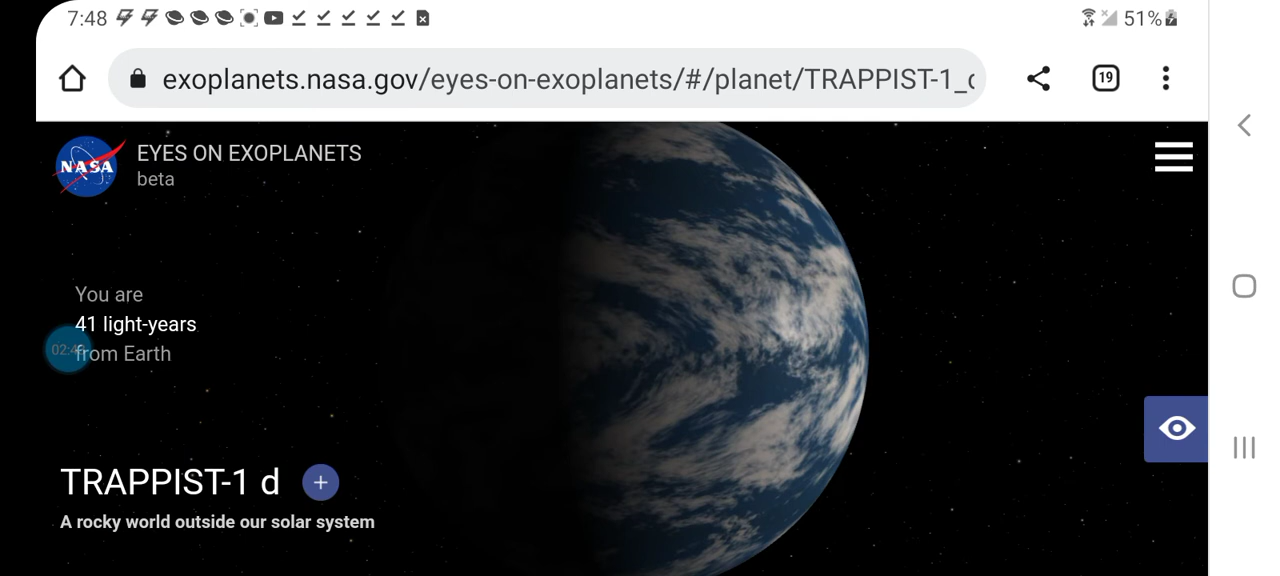 7:48
51%
exoplanets.nasa.gov/eyes-on-exoplanets/#/planet/TRAPPIST-1_
19
NASA
EYES ON EXOPLANETS
beta
You are
41 light-years
from Earth
TRAPPIST-1 d +
A rocky world outside our solar system